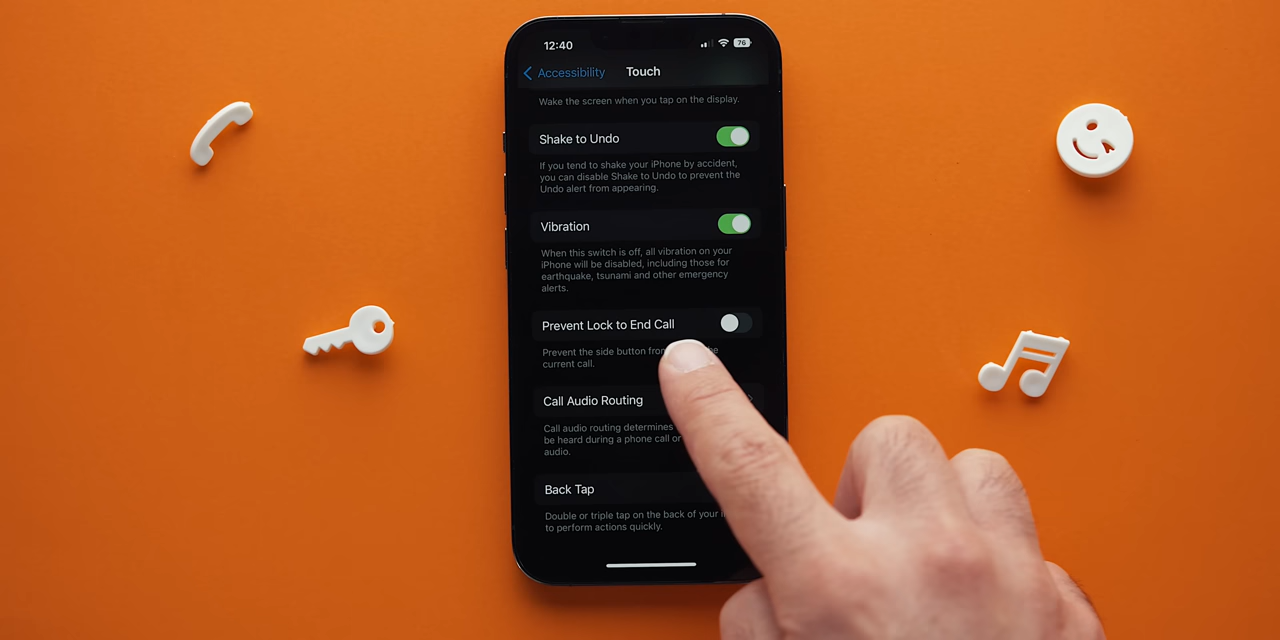 12:40
76
Accessibility
Touch
Wake the screen when you tap on the display.
Shake to Undo
If you tend to shake your iPhone by accident,
you can disable Shake to Undo to prevent the
Undo alert from appearing.
Vibration
When this switch is off, all vibration on your
iPhone will be disabled, including those for
earthquake, tsunami and other emergency
alerts.
Prevent Lock to End Call
Prevent the side button
current call.
Call Audio Routing
Call audio routing determines
be heard during a phone call or
audio.
Back Tap
Double or triple tap on the back of your
to perform actions quickly.